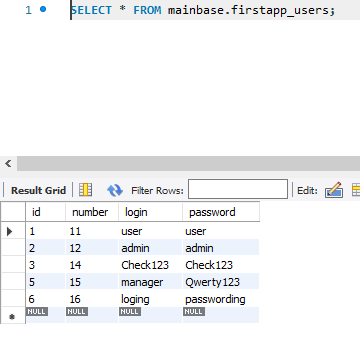 1 SELECT * FROM mainbase.firstapp_users;
Result Grid Filter Rows: Edit:
id number login password
1 11 user user
2 12 admin admin
3 14 Check123 Check123
5 15 manager Qwerty123
6 16 loging passwording
NULL NULL NULL NULL